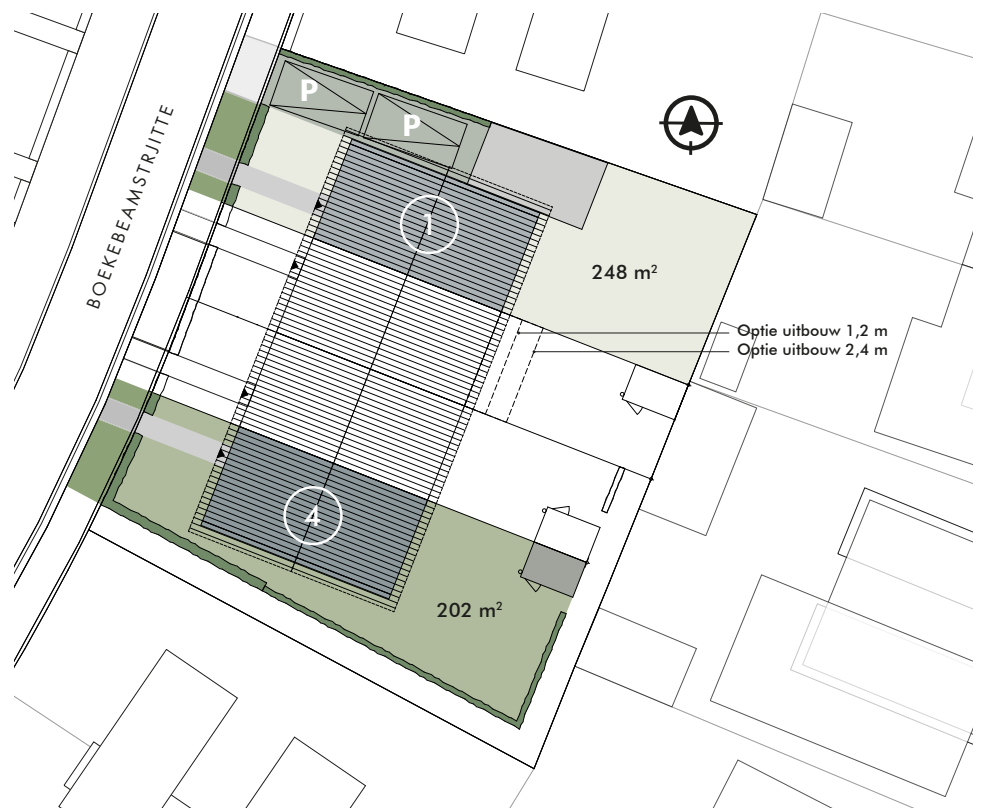 P
P
BOEKEBEAMSTRJITTE
1
248 m²
Optie uitbouw 1,2 m
Optie uitbouw 2,4 m
4
202 m²